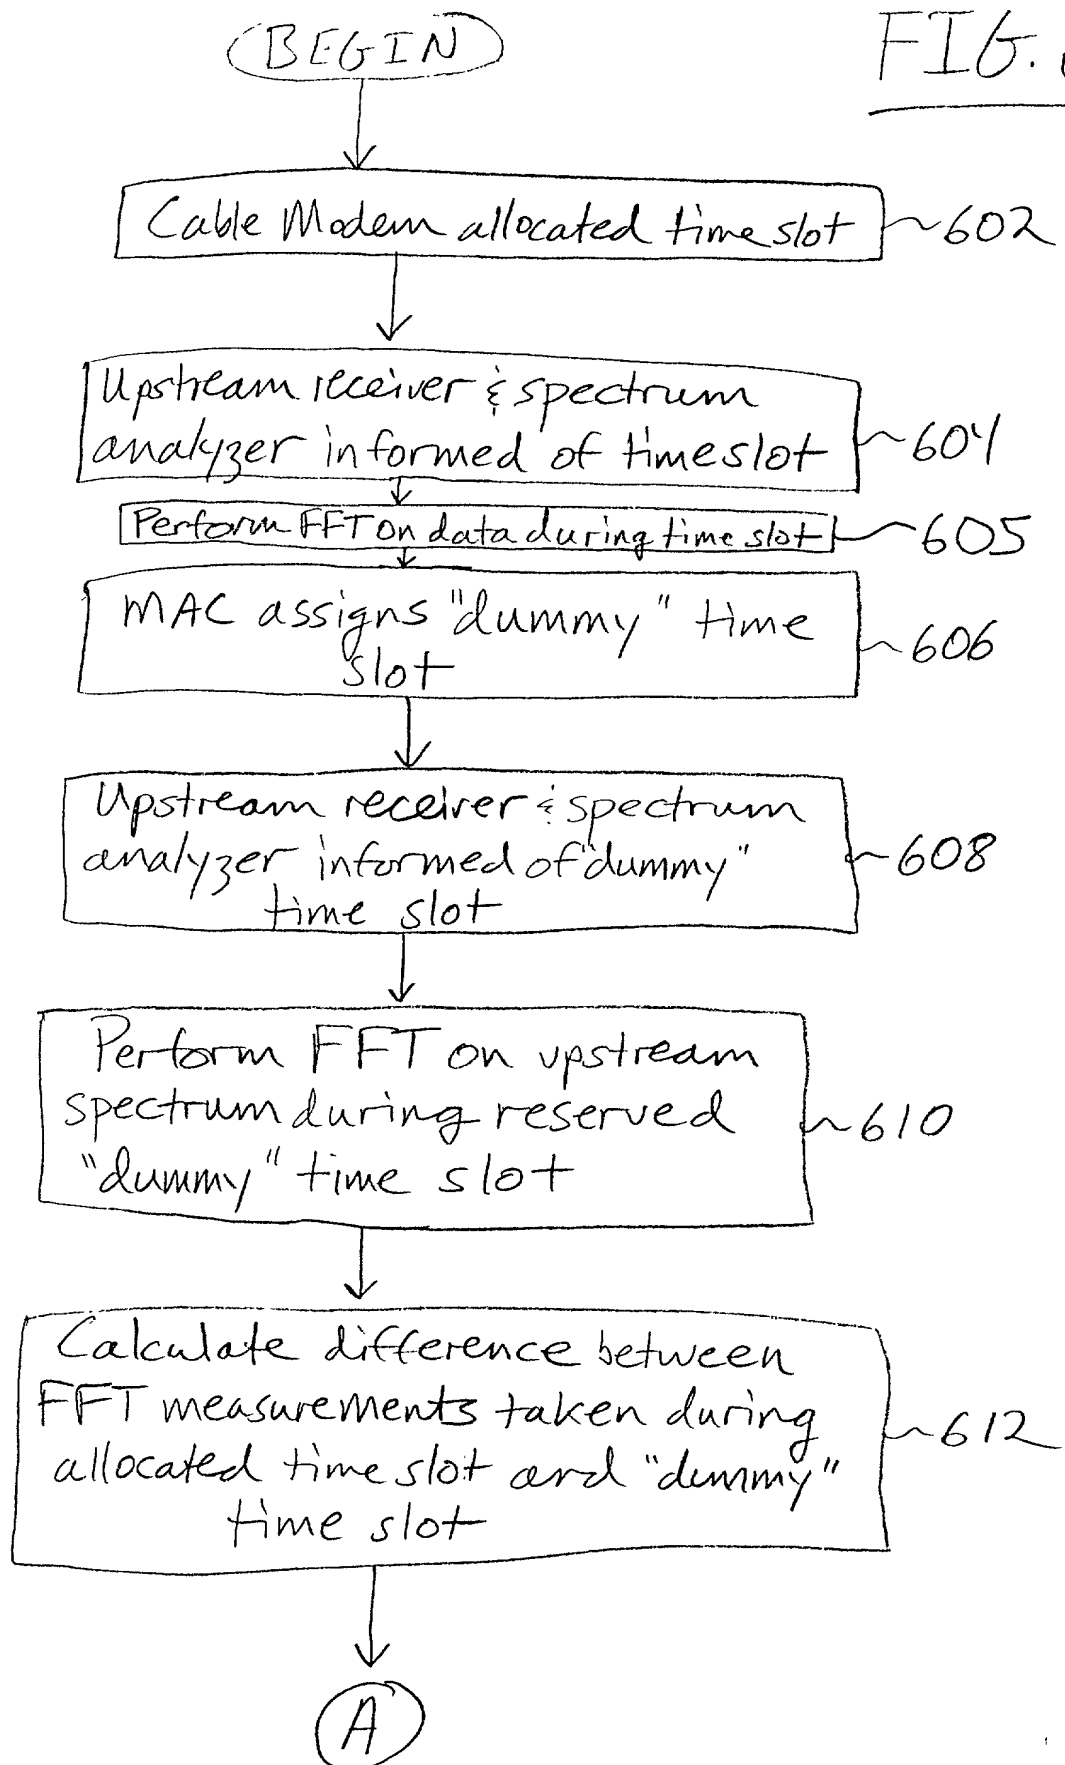 BEGIN
FIG.
Cable Modem allocated time slot
602
Upstream receiver & spectrum
analyzer informed of timeslot
604
Perform FFT on data during time slot
605
MAC assigns "dummy" time
slot
606
Upstream receiver & spectrum
analyzer informed of "dummy"
time slot
608
Perform FFT on upstream
spectrum during reserved
"dummy" time slot
610
Calculate difference between
FFT measurements taken during
allocated time slot and "dummy"
time slot
612
A